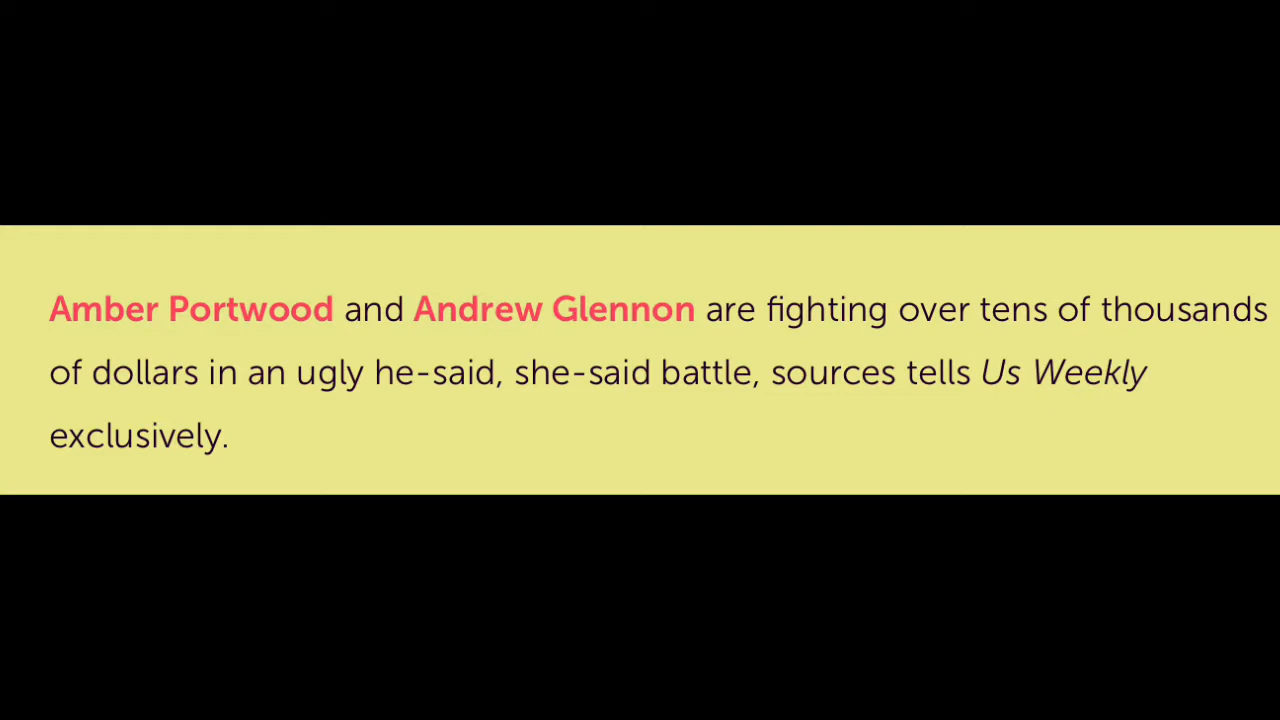 Amber Portwood and Andrew Glennon are fighting over tens of thousands
of dollars in an ugly he-said, she-said battle, sources tells Us Weekly
exclusively.